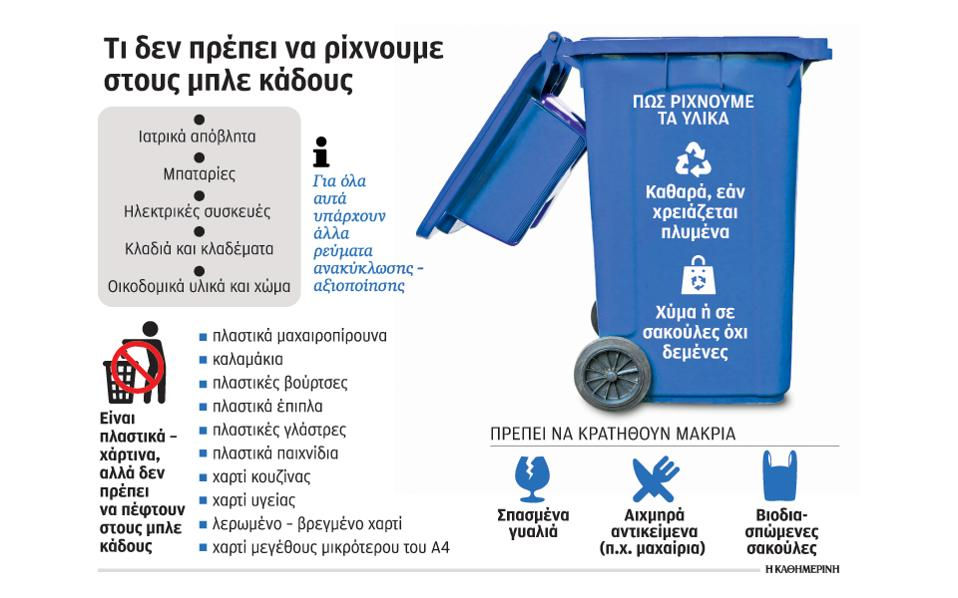 Τι δεν πρέπει να ρίχνουμε
στους μπλε κάδους
Ιατρικά απόβλητα
Μπαταρίες
Ηλεκτρικές συσκευές
Κλαδιά και κλαδέματα
Οικοδομικά υλικά και χώμα
i
Για όλα
αυτά
υπάρχουν
άλλα
ρεύματα
ανακύκλωσης –
αξιοποίησης
ΠΩΣ ΡΙΧΝΟΥΜΕ
ΤΑ ΥΛΙΚΑ
Καθαρά, εάν
χρειάζεται
πλυμένα
Χύμα ή σε
σακούλες όχι
δεμένες
Είναι
πλαστικά –
χάρτινα,
αλλά δεν
πρέπει
να πέφτουν
στους μπλε
κάδους
πλαστικά μαχαιροπίρουνα
καλαμάκια
πλαστικές βούρτσες
πλαστικά έπιπλα
πλαστικές γλάστρες
πλαστικά παιχνίδια
χαρτί κουζίνας
χαρτί υγείας
λερωμένο – βρεγμένο χαρτί
χαρτί μεγέθους μικρότερου του Α4
ΠΡΕΠΕΙ ΝΑ ΚΡΑΤΗΘΟΥΝ ΜΑΚΡΙΑ
Σπασμένα
γυαλιά
Αιχμηρά
αντικείμενα
(π.χ. μαχαίρια)
Βιοδια-
σπώμενες
σακούλες
Η ΚΑΘΗΜΕΡΙΝΗ